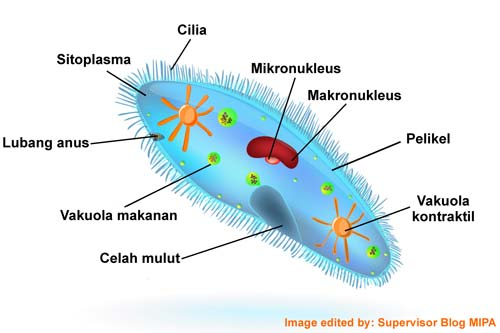 Cilia
Sitoplasma
Mikronukleus
Makronukleus
Lubang anus
Pelikel
Vakuola makanan
Vakuola
kontraktil
Celah mulut
Image edited by: Supervisor Blog MIPA